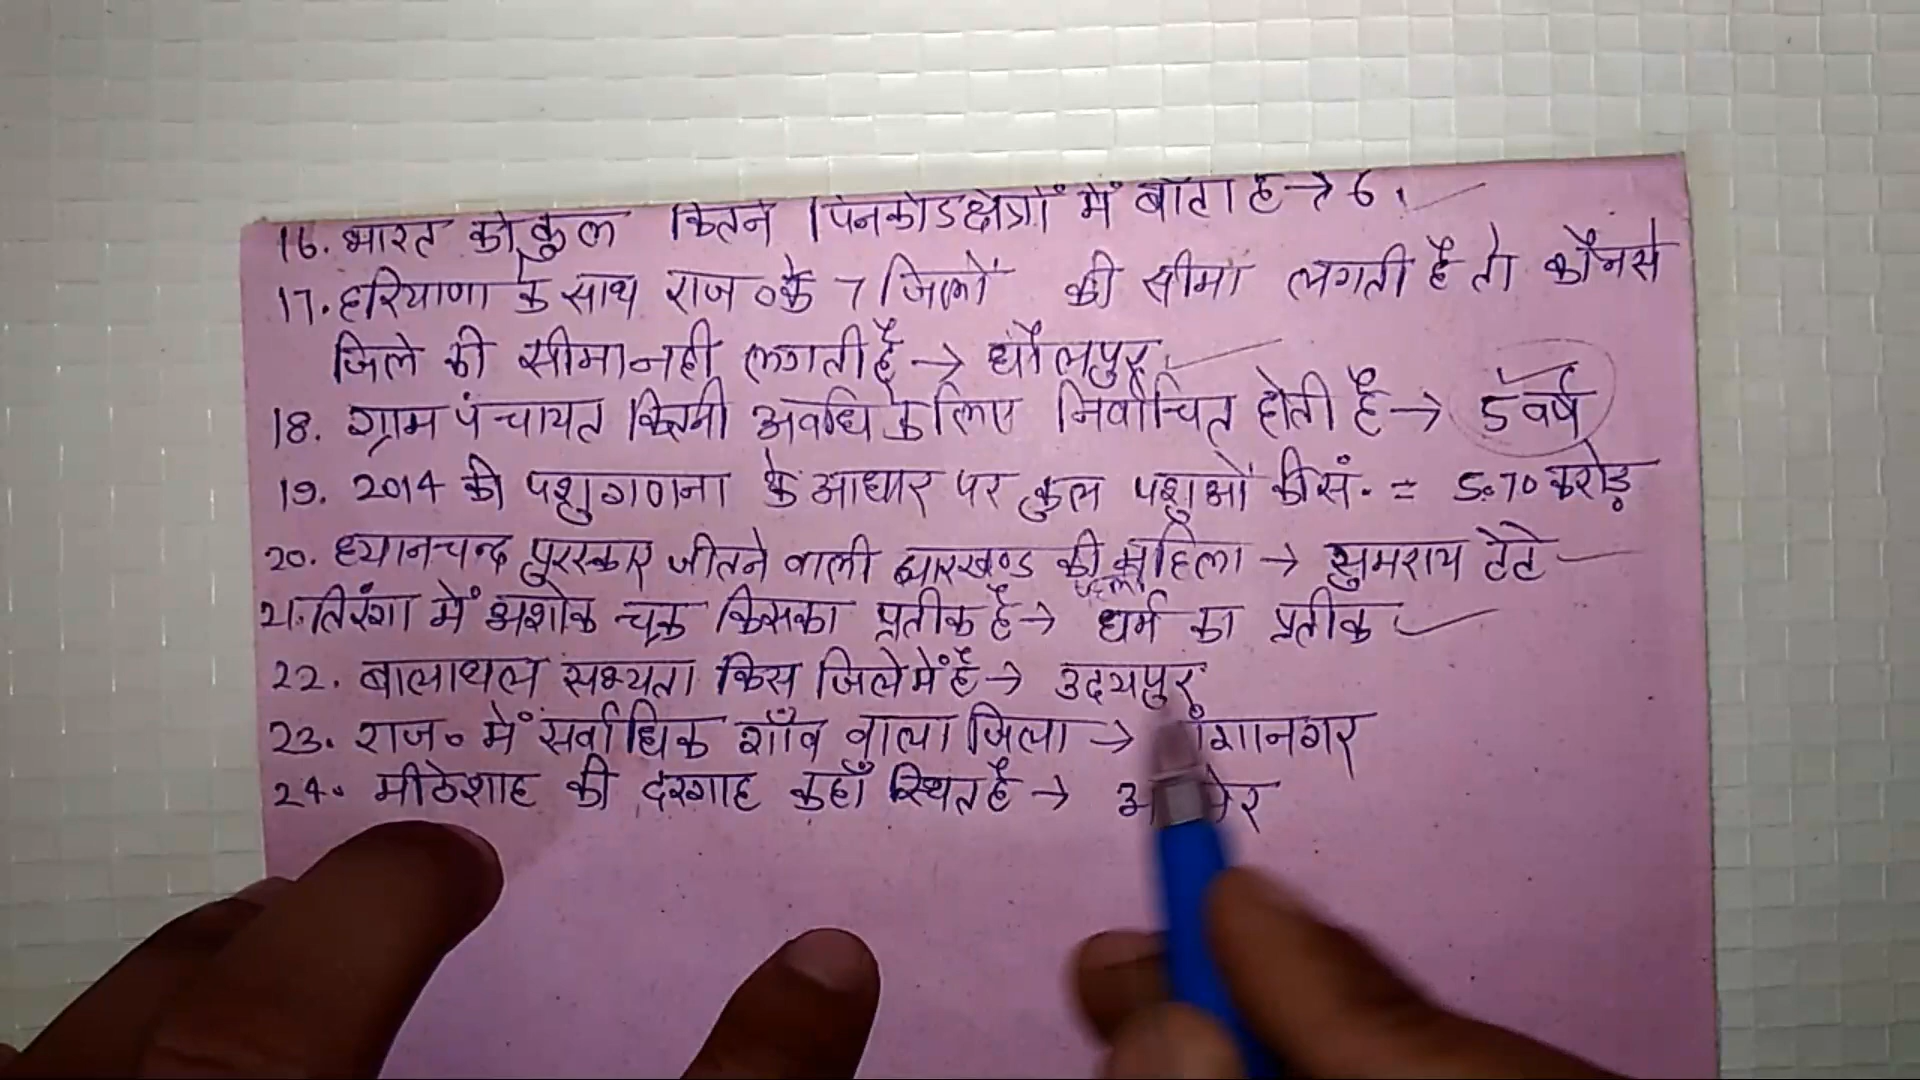 16. भारत को कुल कितने पिनकोड क्षेत्रों में बाँटा है → 6.
17. हरियाणा के साथ राज० के 7 जिलों की सीमा लगती है तो कौनसे
जिले की सीमा नही लगती है → धौलपुर
18. ग्राम पंचायत कितनी अवधि के लिए निर्वाचित होती है → 5 वर्ष
19. 2014 की पशुगणना के आधार पर कुल पशुओं की सं. = 5.70 करोड़
20. ध्यानचन्द पुरस्कार जीतने वाली झारखण्ड की महिला → सुमराय टेटे
21. तिरंगा में अशोक चक्र किसका प्रतीक है → धर्म का प्रतीक
22. बालाथल सभ्यता किस जिले में है → उदयपुर
23. राज० में सर्वाधिक गाँव वाला जिला → गंगानगर
24. मीठेशाह की दरगाह कहाँ स्थित है →